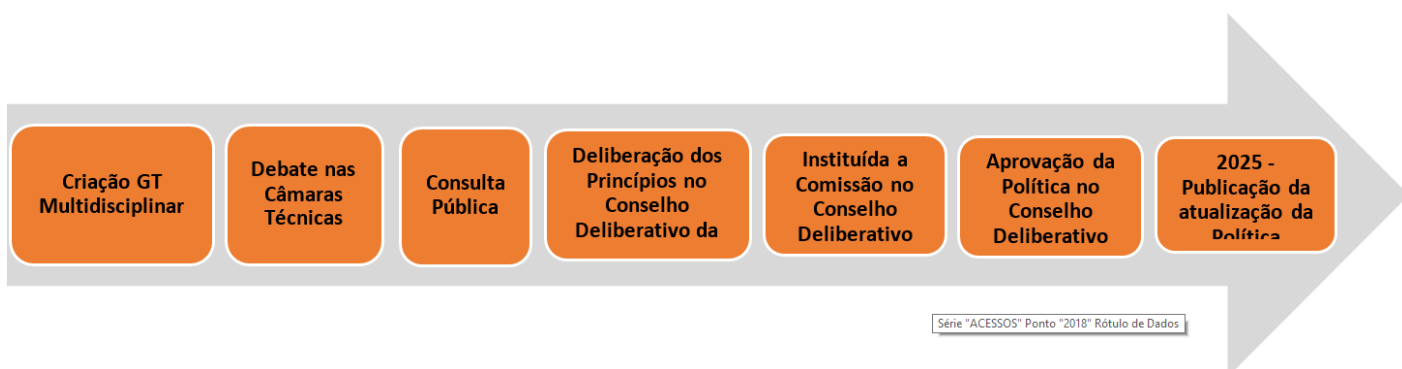 Criação GT
Multidisciplinar
Debate nas
Câmaras
Técnicas
Consulta
Pública
Deliberação dos
Princípios no
Conselho
Deliberativo da
Instituída a
Comissão no
Conselho
Deliberativo
Aprovação da
Política no
Conselho
Deliberativo
2025 -
Publicação da
atualização da
Política
Série "ACESSOS" Ponto "2018" Rótulo de Dados